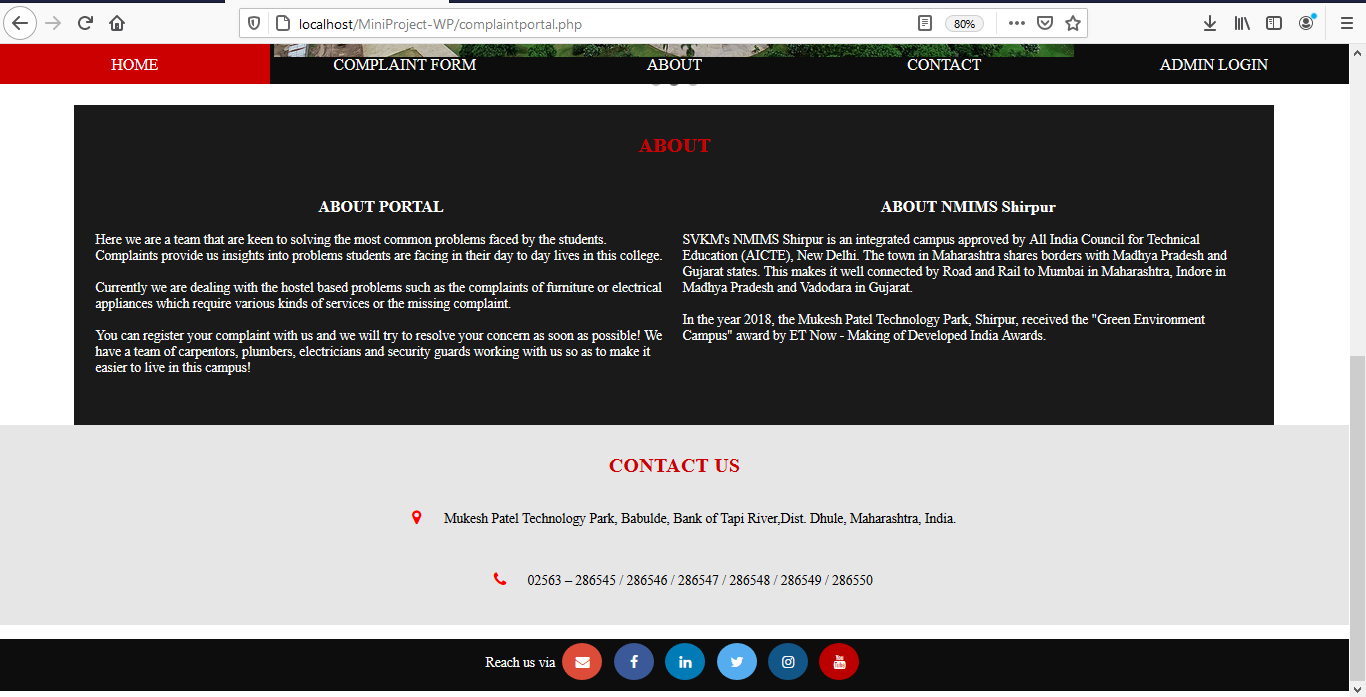 localhost/MiniProject-WP/complaintportal.php
80%
HOME
COMPLAINT FORM
ABOUT
CONTACT
ADMIN LOGIN
ABOUT
ABOUT PORTAL
Here we are a team that are keen to solving the most common problems faced by the students.
Complaints provide us insights into problems students are facing in their day to day lives in this college.
Currently we are dealing with the hostel based problems such as the complaints of furniture or electrical
appliances which require various kinds of services or the missing complaint.
You can register your complaint with us and we will try to resolve your concern as soon as possible! We
have a team of carpentors, plumbers, electricians and security guards working with us so as to make it
easier to live in this campus!
ABOUT NMIMS Shirpur
SVKM's NMIMS Shirpur is an integrated campus approved by All India Council for Technical
Education (AICTE), New Delhi. The town in Maharashtra shares borders with Madhya Pradesh and
Gujarat states. This makes it well connected by Road and Rail to Mumbai in Maharashtra, Indore in
Madhya Pradesh and Vadodara in Gujarat.
In the year 2018, the Mukesh Patel Technology Park, Shirpur, received the "Green Environment
Campus" award by ET Now - Making of Developed India Awards.
CONTACT US
Mukesh Patel Technology Park, Babulde, Bank of Tapi River,Dist. Dhule, Maharashtra, India.
02563 – 286545 / 286546 / 286547 / 286548 / 286549 / 286550
Reach us via
You
Tube